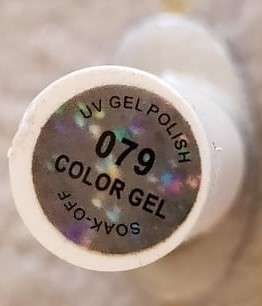 UV GEL POLISH
079
COLOR GEL
SOAK-OFF